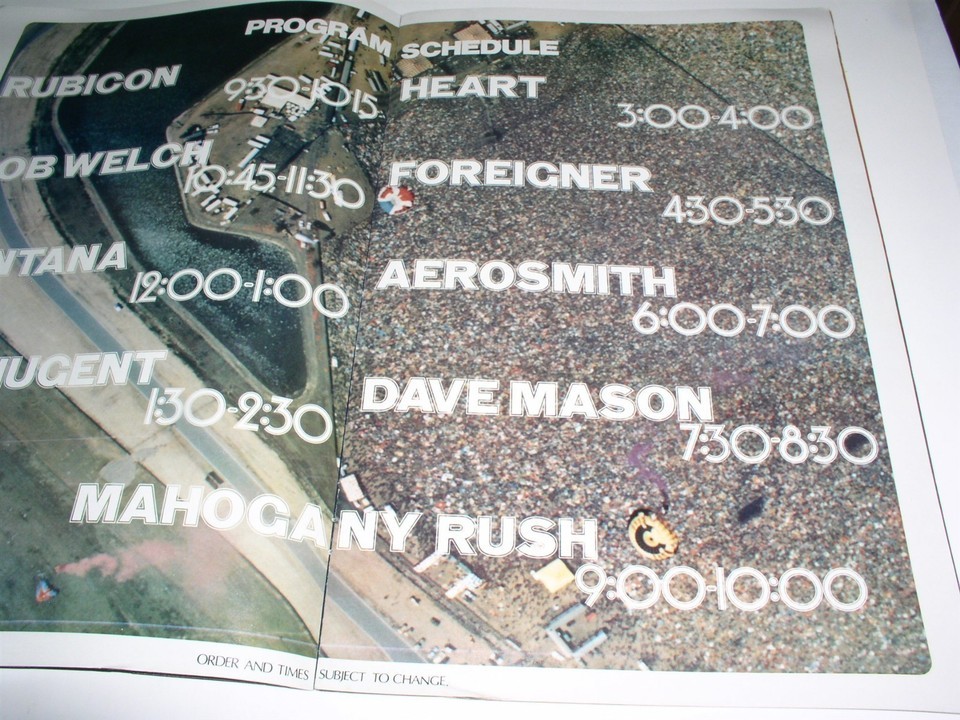 PROGRAM SCHEDULE
RUBICON
9:30-10:15
OB WELCH
10:45-11:30
NTANA
12:00-1:00
NUGENT
1:30-2:30
HEART
3:00-4:00
FOREIGNER
4:30-5:30
AEROSMITH
6:00-7:00
DAVE MASON
7:30-8:30
MAHOGANY RUSH
9:00-10:00
ORDER AND TIMES SUBJECT TO CHANGE.